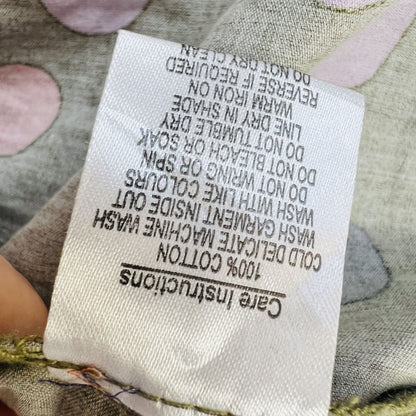 Care Instructions
100% COTTON
COLD DELICATE MACHINE WASH
WASH GARMENT INSIDE OUT
WASH WITH LIKE COLOURS
DO NOT WRING OR SPIN
DO NOT BLEACH OR SOAK
DO NOT TUMBLE DRY
LINE DRY IN SHADE
WARM IRON ON
REVERSE IF REQUIRED
DO NOT DRY CLEAN